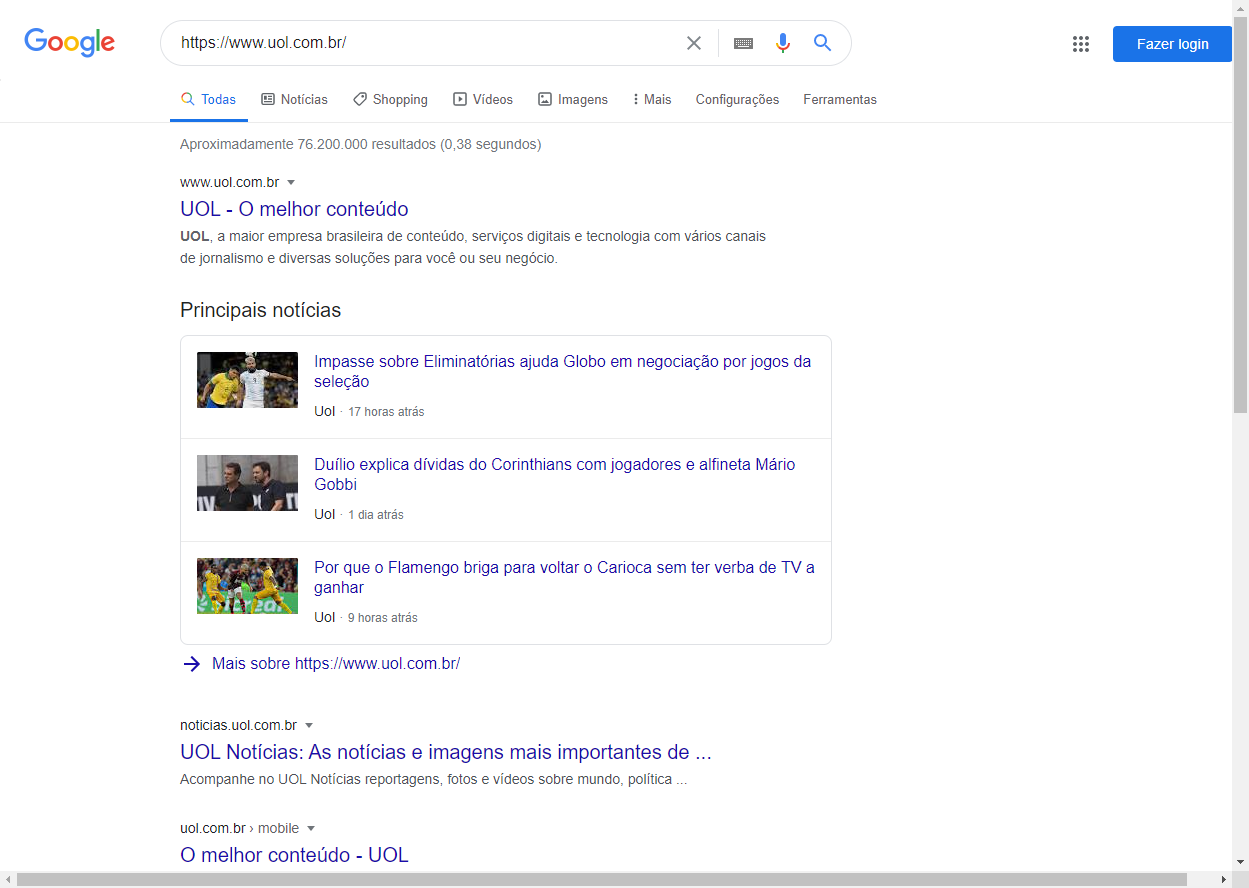 Google
https://www.uol.com.br/
Fazer login
Todas
Notícias
Shopping
Vídeos
Imagens
Mais
Configurações
Ferramentas
Aproximadamente 76.200.000 resultados (0,38 segundos)
www.uol.com.br
UOL - O melhor conteúdo
UOL, a maior empresa brasileira de conteúdo, serviços digitais e tecnologia com vários canais
de jornalismo e diversas soluções para você ou seu negócio.
Principais notícias
Impasse sobre Eliminatórias ajuda Globo em negociação por jogos da
seleção
Uol · 17 horas atrás
Duílio explica dívidas do Corinthians com jogadores e alfineta Mário
Gobbi
Uol · 1 dia atrás
Por que o Flamengo briga para voltar o Carioca sem ter verba de TV a
ganhar
Uol · 9 horas atrás
Mais sobre https://www.uol.com.br/
noticias.uol.com.br
UOL Notícias: As notícias e imagens mais importantes de ...
Acompanhe no UOL Notícias reportagens, fotos e vídeos sobre mundo, política ...
uol.com.br › mobile
O melhor conteúdo - UOL